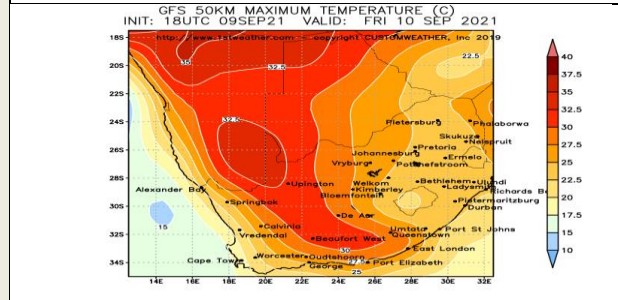 GFS 50KM MAXIMUM TEMPERATURE (C)
INIT: 18UTC 09SEP21 VALID: FRI 10 SEP 2021
http://www.1stweather.com -- copyright CUSTOMWEATHER, Inc 2019
18S
20S
22S
24S
26S
28S
30S
32S
34S
14E 16E 18E 20E 22E 24E 26E 28E 30E 32E
35
32.5
22.5
32.5
Pietersburg
Phalaborwa
Skukuza
Nelspruit
Pretoria
Johannesburg
Ermelo
Vryburg
Potchefstroom
Welkom
Bethlehem
Ulundi
Upington
Kimberley
Ladysmith
Alexander Bay
Bloemfontein
Richards B
Springbok
Pietermaritzburg
Durban
De Aar
Calvinia
Vredendal
Umtata
Port St Johns
Queenstown
Beaufort West
East London
30
Cape Town
Worcester
Oudtshoorn
27.5
Port Elizabeth
George
25
15
40
37.5
35
32.5
30
27.5
25
22.5
20
17.5
15
10